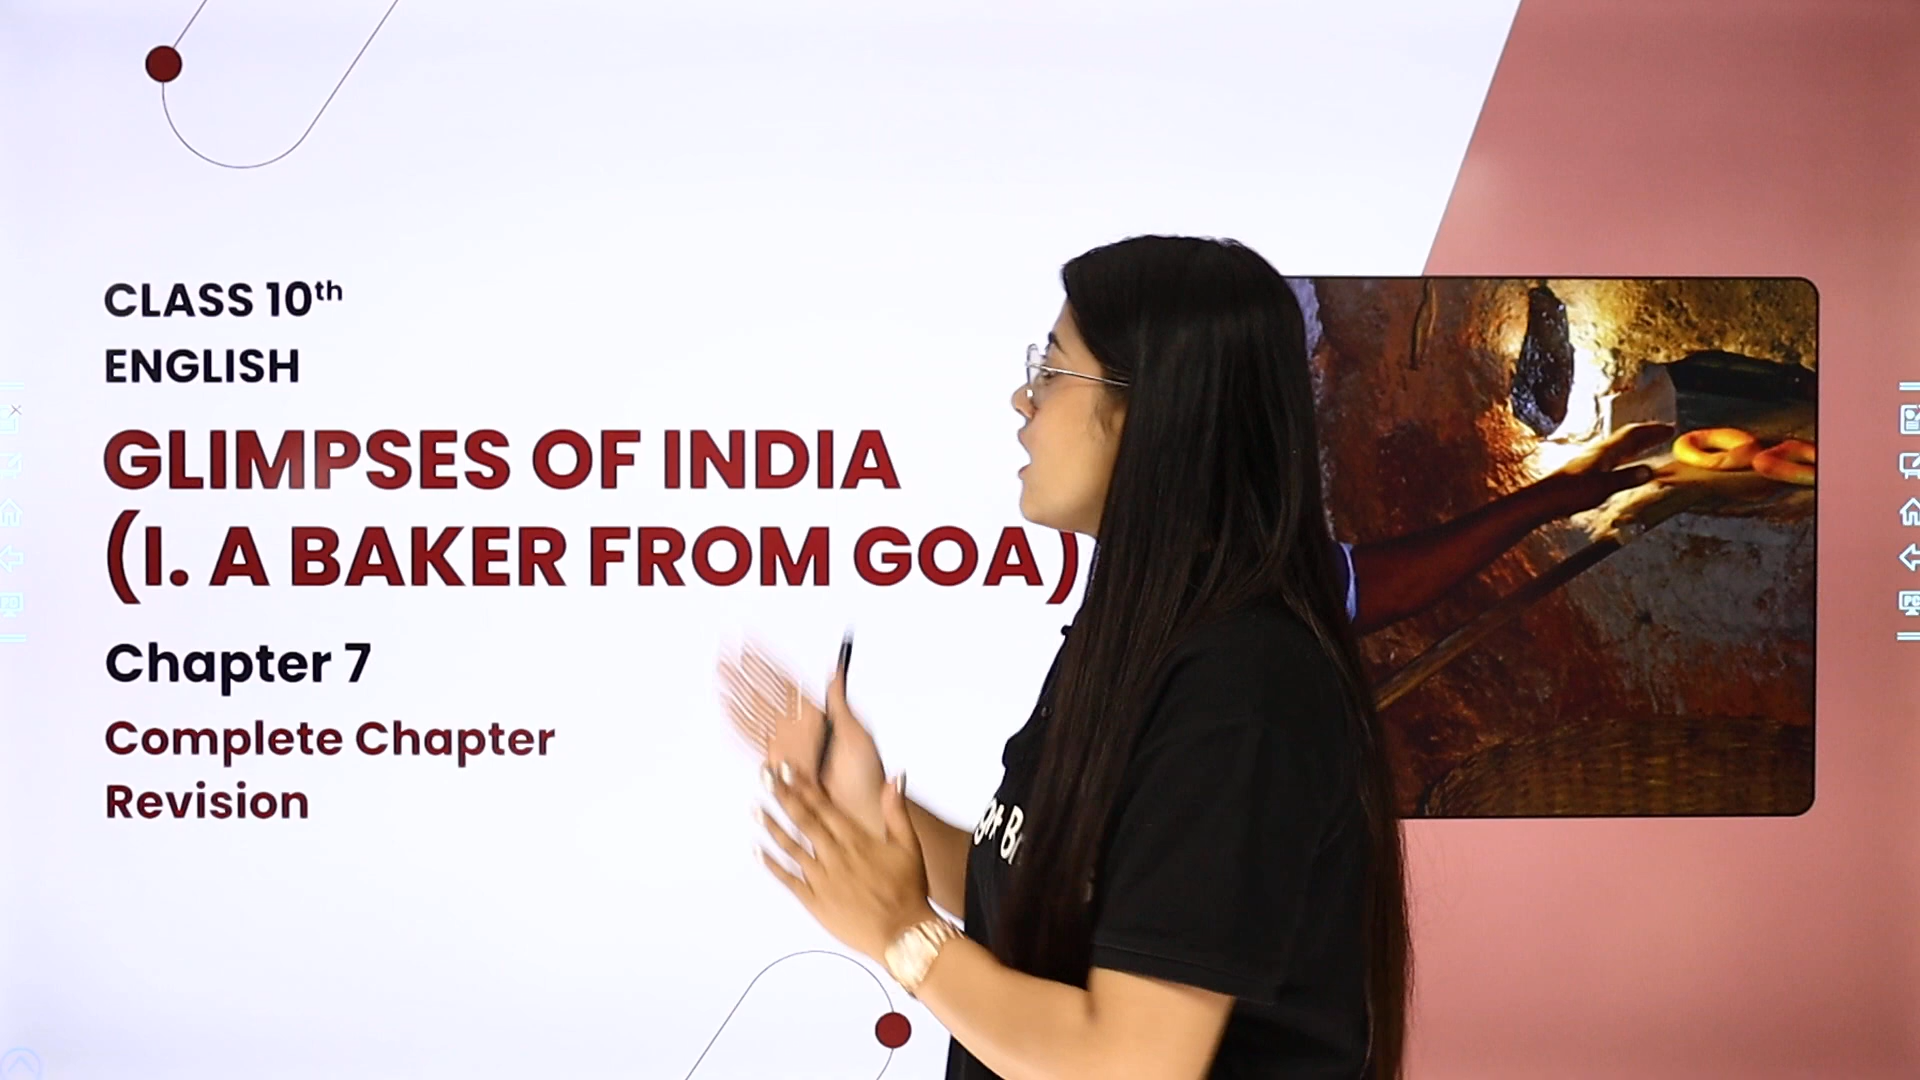 CLASS 10th
ENGLISH
GLIMPSES OF INDIA
(I. A BAKER FROM GOA)
Chapter 7
Complete Chapter
Revision